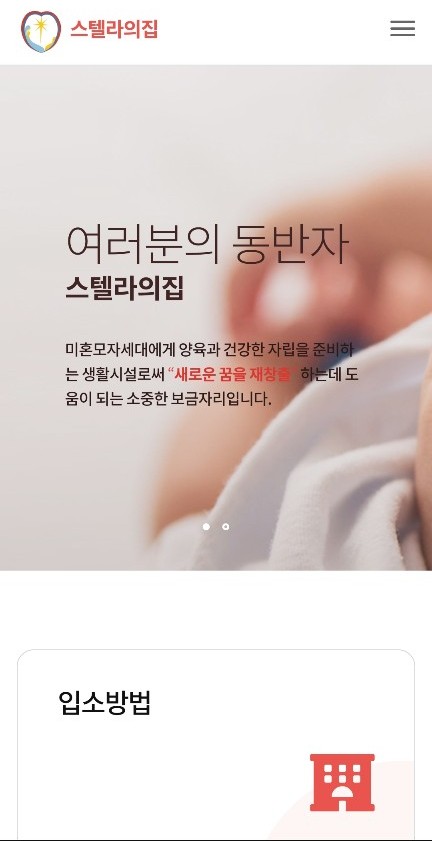 스텔라의집
여러분의 동반자
스텔라의집
미혼모자세대에게 양육과 건강한 자립을 준비하
는 생활시설로써 “새로운 꿈을 재창출” 하는데 도
움이 되는 소중한 보금자리입니다.
입소방법